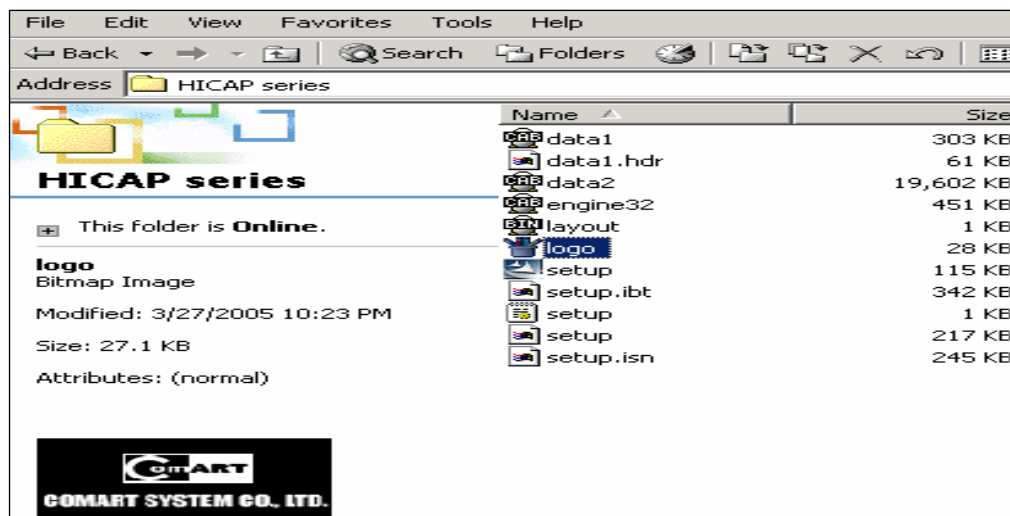 File Edit View Favorites Tools Help
Back Search Folders
Address HICAP series
Name Size
data1 303 KB
data1.hdr 61 KB
data2 19,602 KB
engine32 451 KB
layout 1 KB
logo 28 KB
setup 115 KB
setup.ibt 342 KB
setup 1 KB
setup 217 KB
setup.isn 245 KB
HICAP series
This folder is Online.
logo
Bitmap Image
Modified: 3/27/2005 10:23 PM
Size: 27.1 KB
Attributes: (normal)
ComART
COMART SYSTEM CO., LTD.